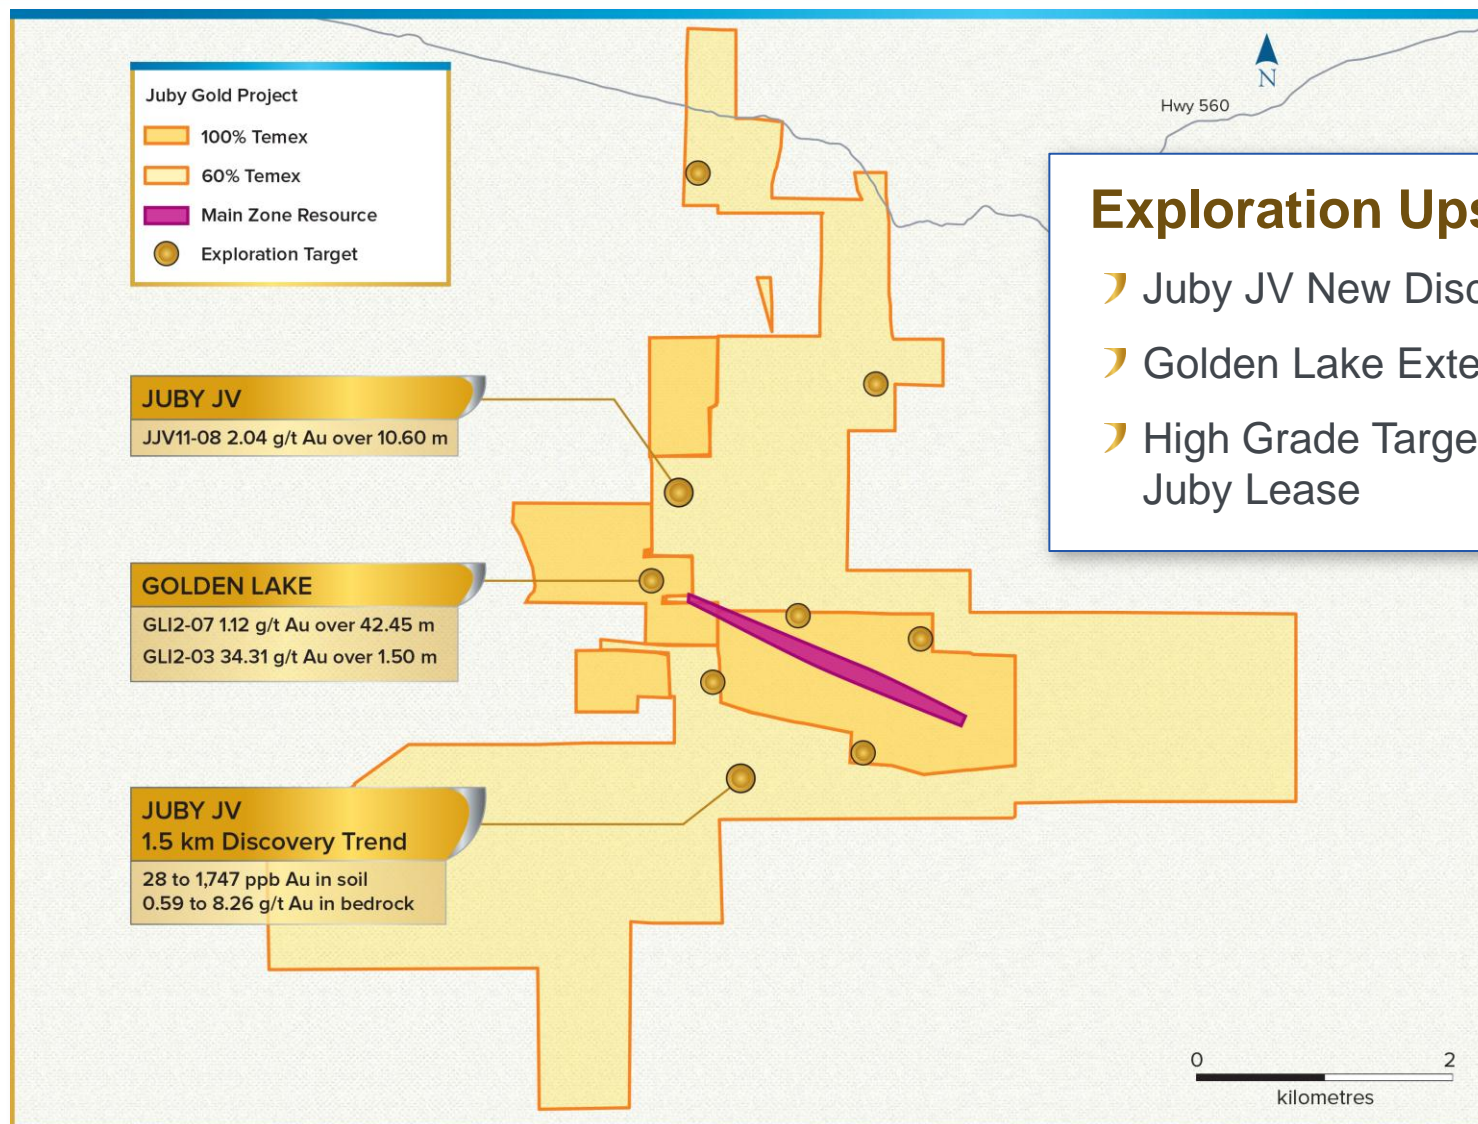 Juby Gold Project
100% Temex
60% Temex
Main Zone Resource
Exploration Target
N
Hwy 560
Exploration
Juby JV New
Golden Lake
High Grade
Juby Lease
JUBY JV
JJV11-08 2.04 g/t Au over 10.60 m
GOLDEN LAKE
GL12-07 1.12 g/t Au over 42.45 m
GL12-03 34.31 g/t Au over 1.50 m
JUBY JV
1.5 km Discovery Trend
28 to 1,747 ppb Au in soil
0.59 to 8.26 g/t Au in bedrock
0 2
kilometres